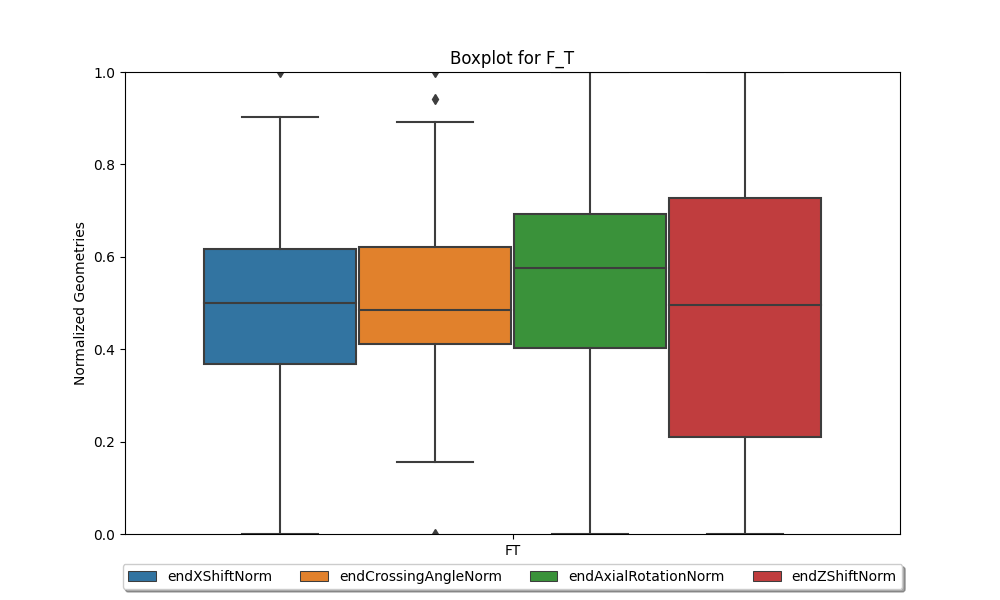 Boxplot for F_T
1.0
0.8
0.6
0.4
0.2
0.0
Normalized Geometries
FT
endXShiftNorm endCrossingAngleNorm endAxialRotationNorm endZShiftNorm